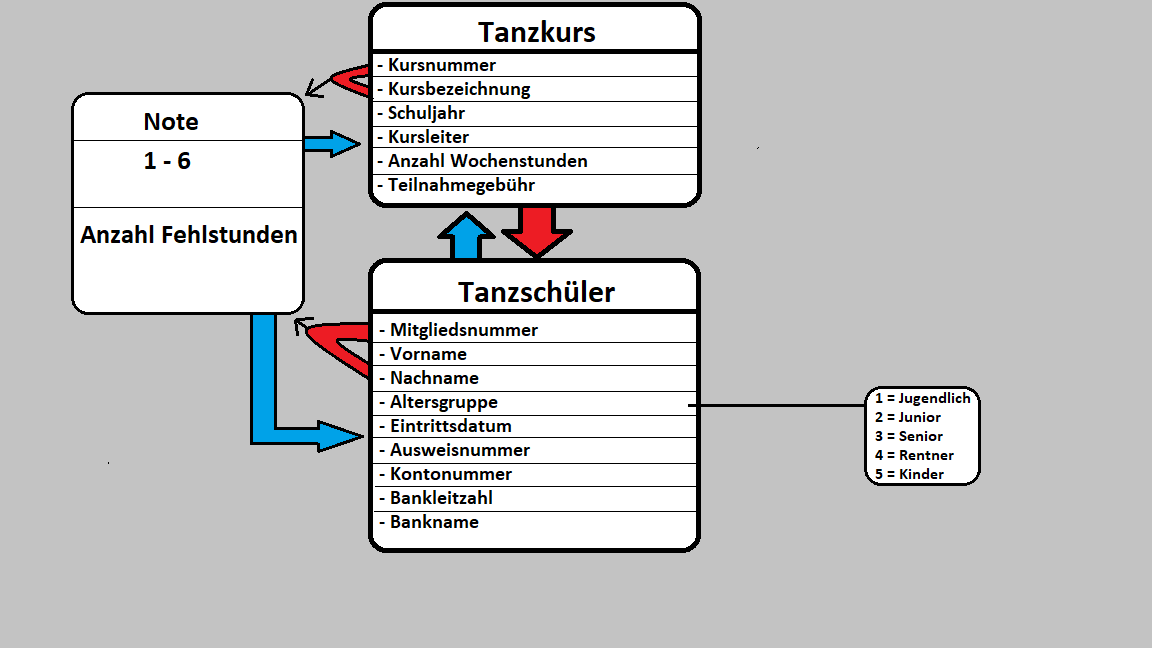 Tanzkurs
- Kursnummer
- Kursbezeichnung
- Schuljahr
- Kursleiter
- Anzahl Wochenstunden
- Teilnahmegebühr
Note
1 - 6
Anzahl Fehlstunden
Tanzschüler
- Mitgliedsnummer
- Vorname
- Nachname
- Altersgruppe
- Eintrittsdatum
- Ausweisnummer
- Kontonummer
- Bankleitzahl
- Bankname
1 = Jugendlich
2 = Junior
3 = Senior
4 = Rentner
5 = Kinder